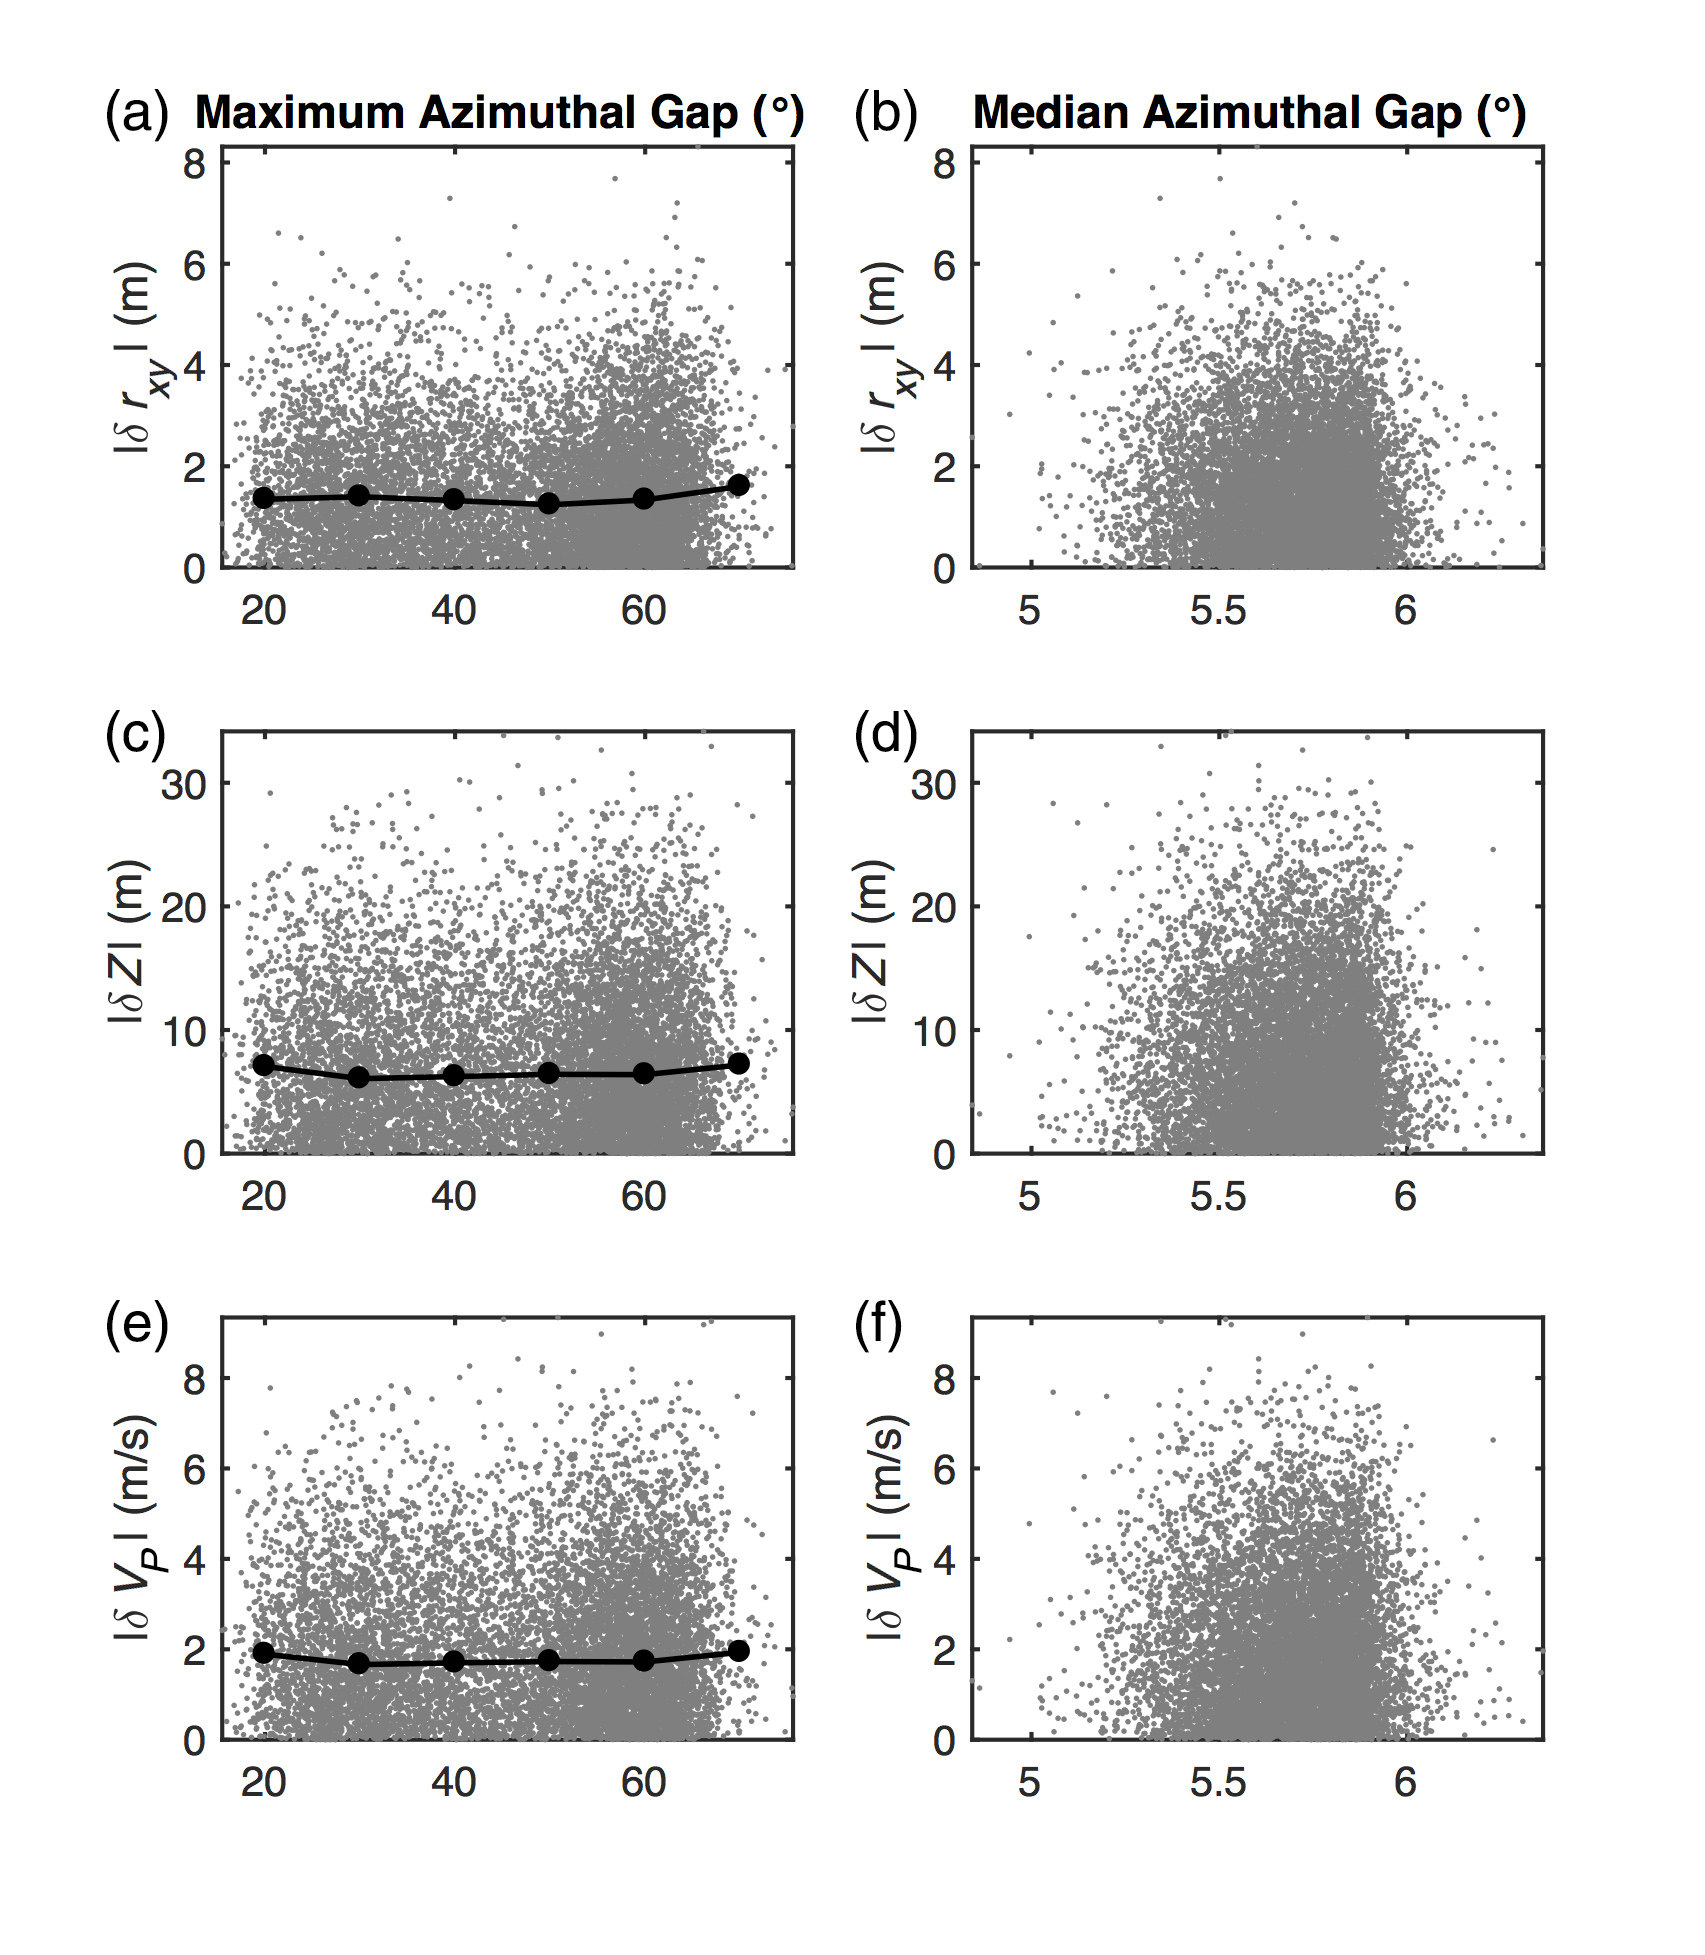 (a) Maximum Azimuthal Gap (°)
(b) Median Azimuthal Gap (°)
8
6
4
2
0
|δ r_xy | (m)
20 40 60
8
6
4
2
0
|δ r_xy | (m)
5 5.5 6
(c)
30
20
10
0
|δ Z| (m)
20 40 60
(d)
30
20
10
0
|δ Z| (m)
5 5.5 6
(e)
8
6
4
2
0
|δ V_P | (m/s)
20 40 60
(f)
8
6
4
2
0
|δ V_P | (m/s)
5 5.5 6